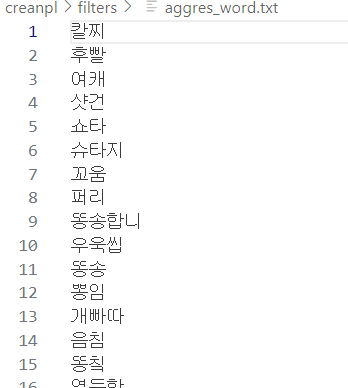 creanpl > filters > aggres_word.txt
1 칼찌
2 후빨
3 여캐
4 샷건
5 쇼타
6 슈타지
7 꼬움
8 퍼리
9 똥송합니
10 우욱씹
11 똥송
12 뽕임
13 개빠따
14 음침
15 똥칰
16